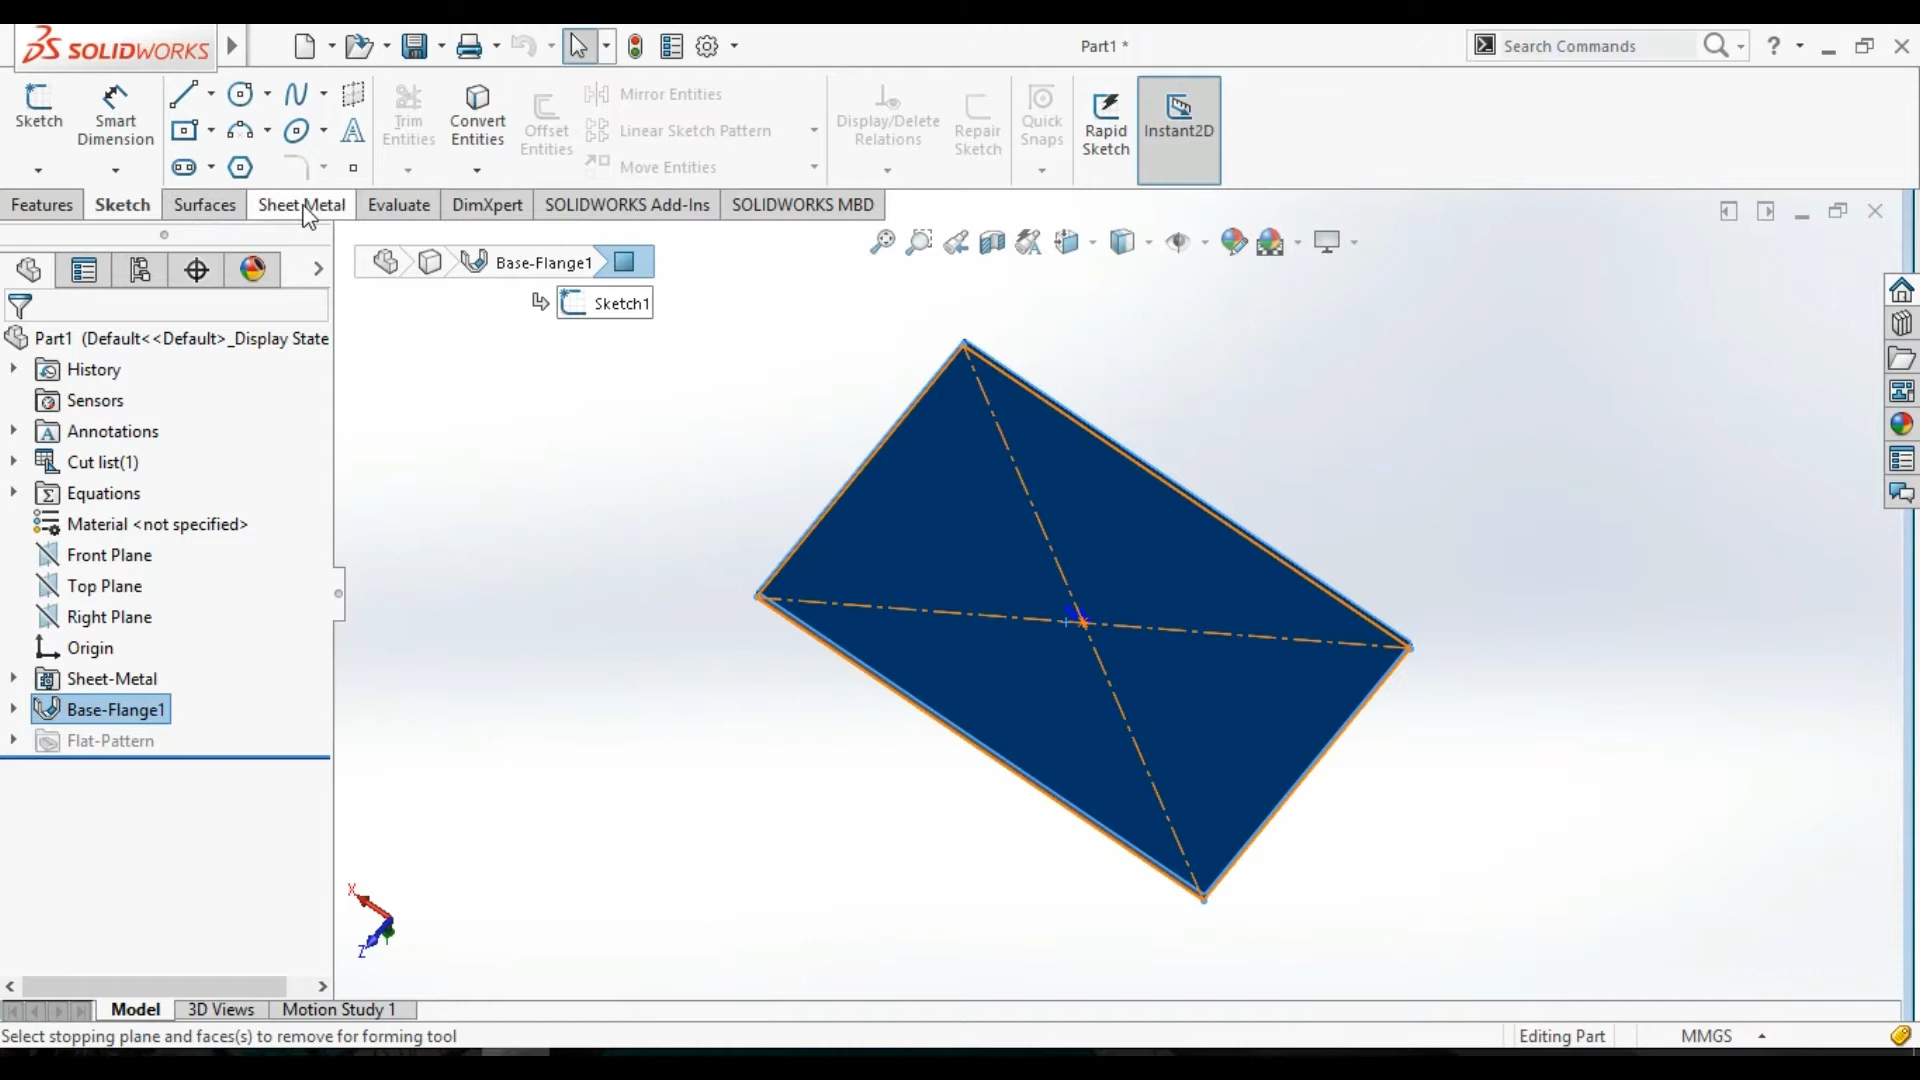 SOLIDWORKS
Part1 *
Search Commands
?
Sketch
Smart Dimension
Trim Entities
Convert Entities
Offset Entities
Mirror Entities
Linear Sketch Pattern
Move Entities
Display/Delete Relations
Repair Sketch
Quick Snaps
Rapid Sketch
Instant2D
Features
Sketch
Surfaces
Sheet Metal
Evaluate
DimXpert
SOLIDWORKS Add-Ins
SOLIDWORKS MBD
Base-Flange1
Sketch1
Part1 (Default<<Default>_Display State
History
Sensors
Annotations
Cut list(1)
Equations
Material <not specified>
Front Plane
Top Plane
Right Plane
Origin
Sheet-Metal
Base-Flange1
Flat-Pattern
X
Z
Model
3D Views
Motion Study 1
Select stopping plane and faces(s) to remove for forming tool
Editing Part
MMGS